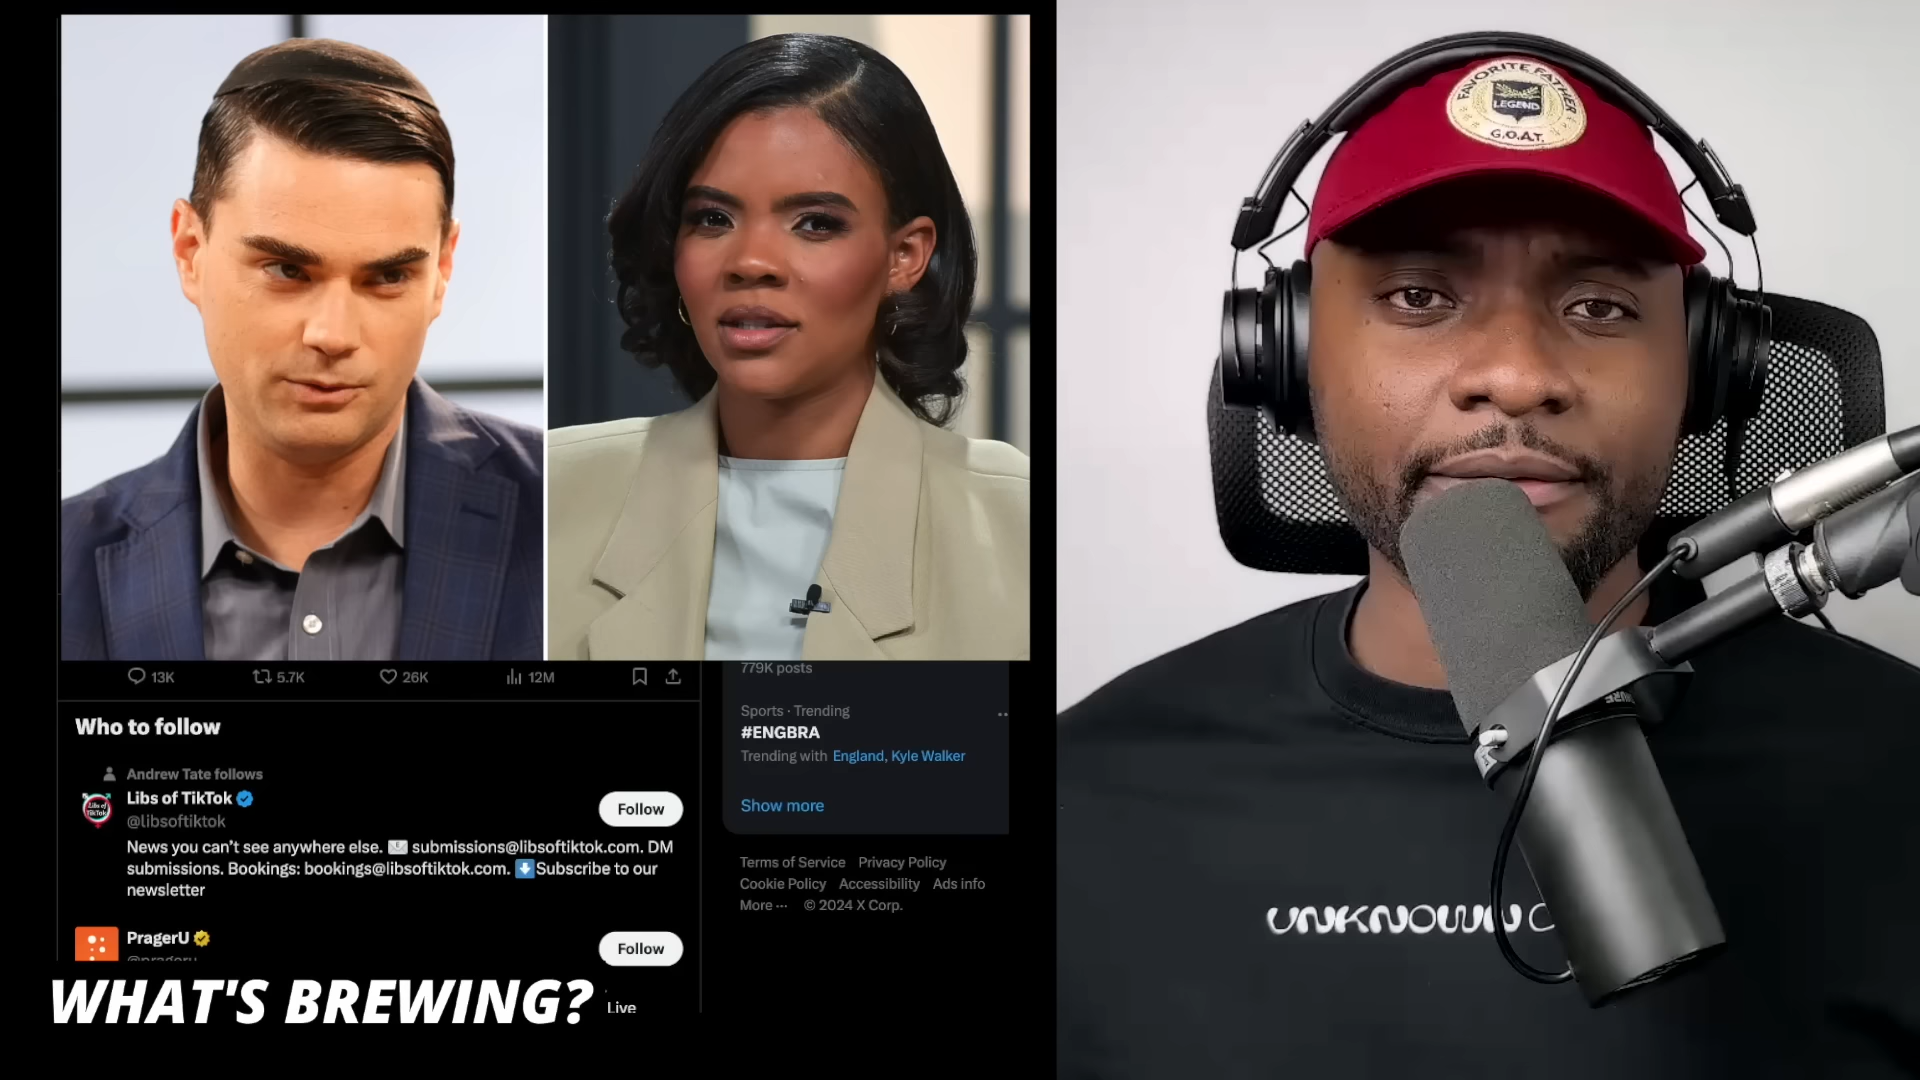 FAVORITE FATHER
LEGEND
G.O.A.T.
13K
5.7K
26K
12M
779K posts
Who to follow
Sports · Trending
#ENGBRA
Trending with England, Kyle Walker
Show more
Andrew Tate follows
Libs of TikTok
@libsoftiktok
Follow
News you can't see anywhere else. submissions@libsoftiktok.com. DM
submissions. Bookings: bookings@libsoftiktok.com. Subscribe to our
newsletter
PragerU
@prageru
Follow
Terms of Service Privacy Policy
Cookie Policy Accessibility Ads info
More ··· © 2024 X Corp.
Live
WHAT'S BREWING?
SHURE
UNKNOWN